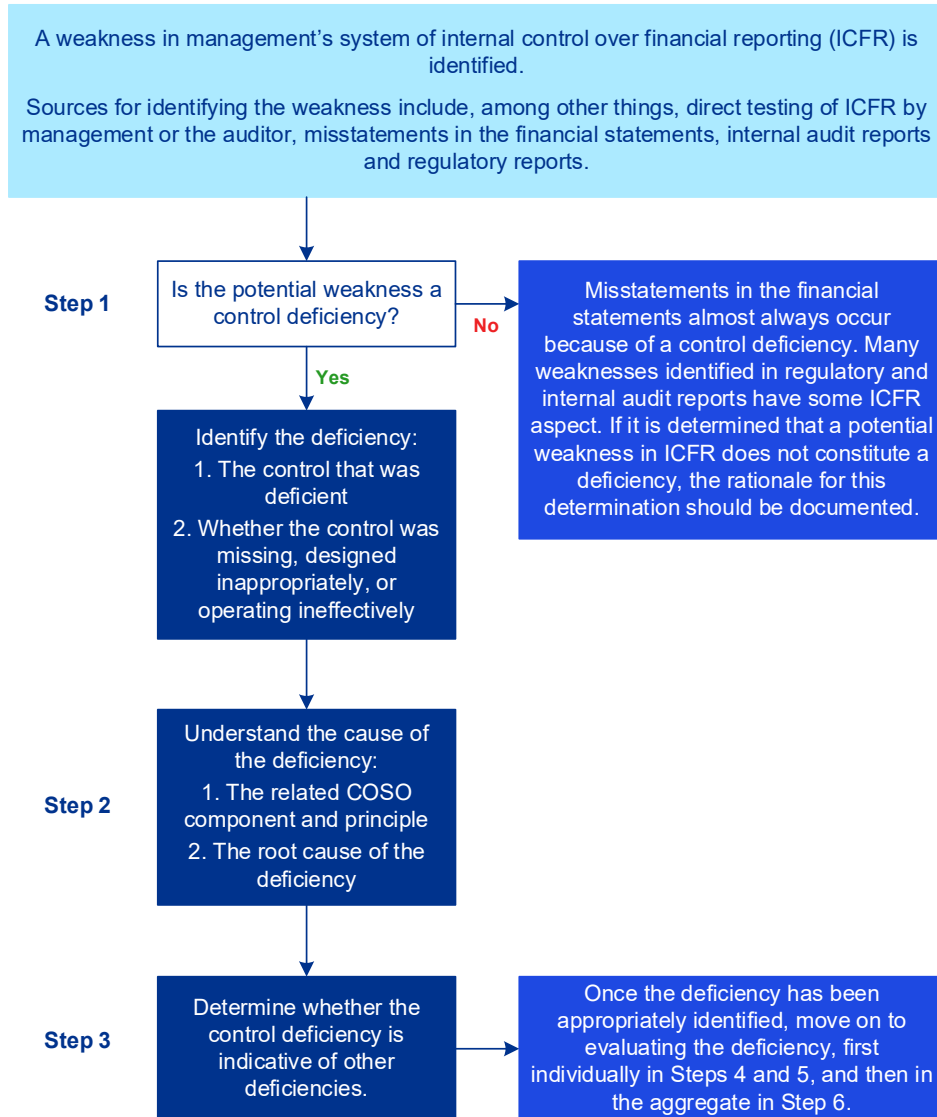 A weakness in management’s system of internal control over financial reporting (ICFR) is
identified.
Sources for identifying the weakness include, among other things, direct testing of ICFR by
management or the auditor, misstatements in the financial statements, internal audit reports
and regulatory reports.
Step 1
Is the potential weakness a
control deficiency?
No
Misstatements in the financial
statements almost always occur
because of a control deficiency. Many
weaknesses identified in regulatory and
internal audit reports have some ICFR
aspect. If it is determined that a potential
weakness in ICFR does not constitute a
deficiency, the rationale for this
determination should be documented.
Yes
Identify the deficiency:
1. The control that was
deficient
2. Whether the control was
missing, designed
inappropriately, or
operating ineffectively
Step 2
Understand the cause of
the deficiency:
1. The related COSO
component and principle
2. The root cause of the
deficiency
Step 3
Determine whether the
control deficiency is
indicative of other
deficiencies.
Once the deficiency has been
appropriately identified, move on to
evaluating the deficiency, first
individually in Steps 4 and 5, and then in
the aggregate in Step 6.